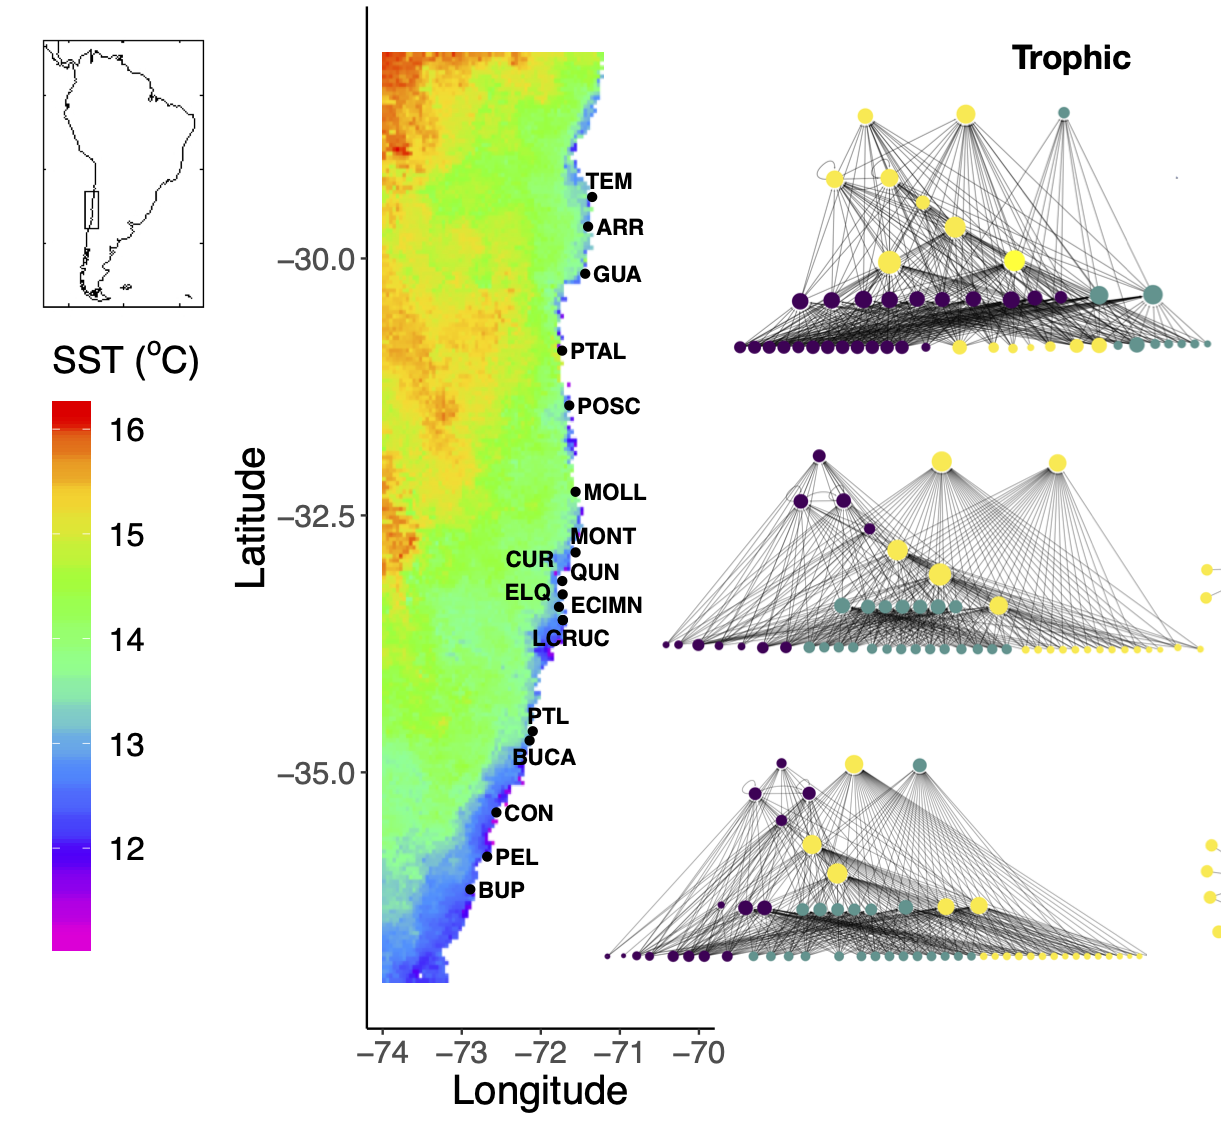 Trophic
TEM
ARR
−30.0
GUA
SST (°C)
PTAL
POSC
16
15
14
13
12
Latitude
MOLL
−32.5
MONT
CUR
QUN
ELQ
ECIMN
LCRUC
PTL
BUCA
−35.0
CON
PEL
BUP
−74 −73 −72 −71 −70
Longitude